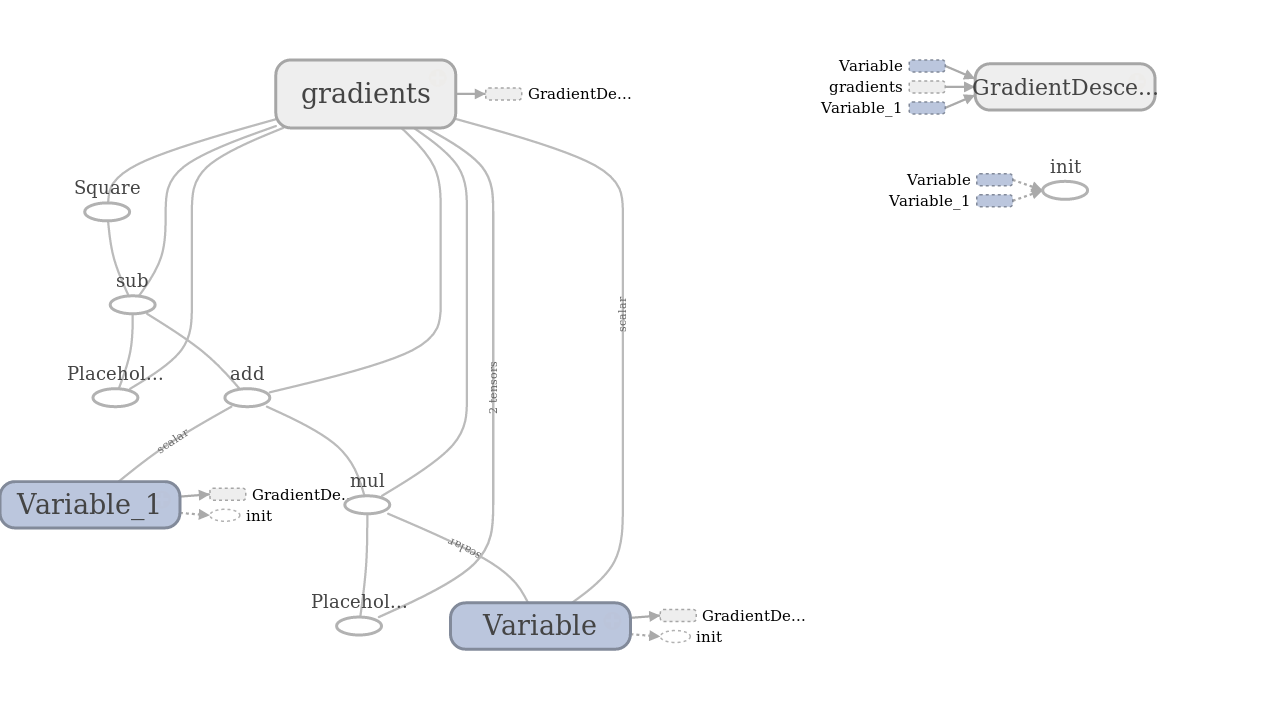 gradients
GradientDe...
Variable
gradients
Variable_1
GradientDesce...
init
Variable
Variable_1
Square
sub
scalar
Placehol...
add
2 tensors
scalar
Variable_1
GradientDe...
init
mul
scalar
Placehol...
Variable
GradientDe...
init